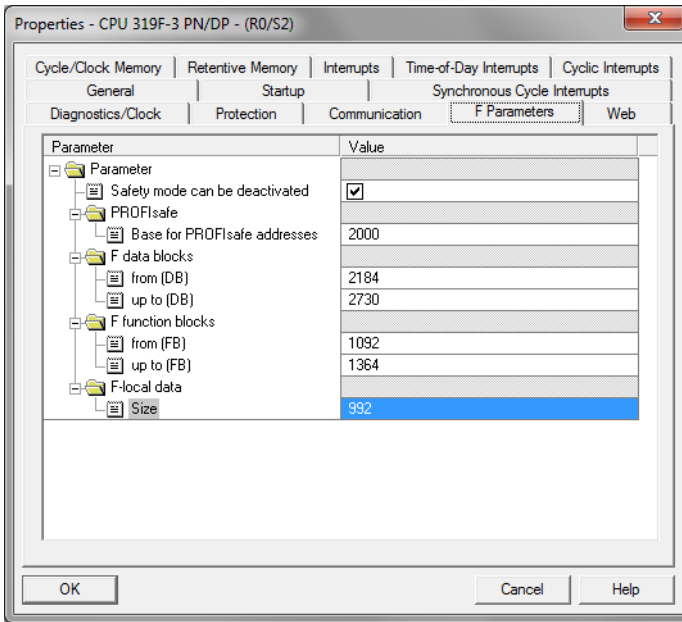 Properties - CPU 319F-3 PN/DP - (R0/S2)
Cycle/Clock Memory Retentive Memory Interrupts Time-of-Day Interrupts Cyclic Interrupts
General Startup Synchronous Cycle Interrupts
Diagnostics/Clock Protection Communication F Parameters Web
Parameter Value
Parameter
Safety mode can be deactivated
PROFIsafe
Base for PROFIsafe addresses 2000
F data blocks
from (DB) 2184
up to (DB) 2730
F function blocks
from (FB) 1092
up to (FB) 1364
F-local data
Size 992
OK Cancel Help